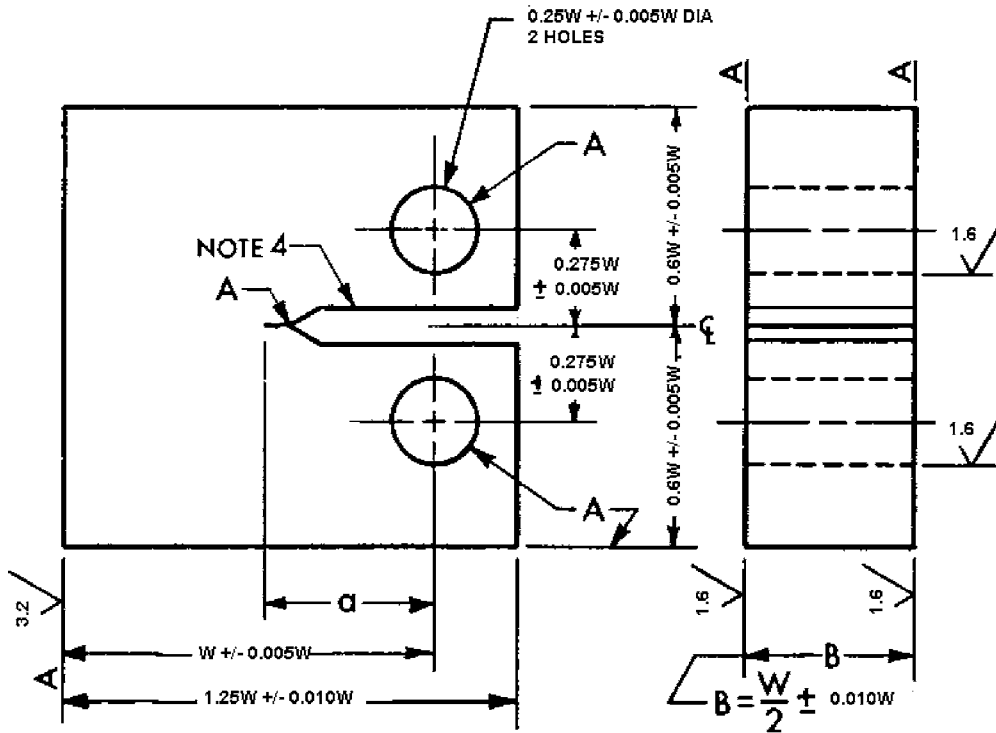 0.25W +/- 0.005W DIA
2 HOLES
A
A
A
NOTE 4
A
0.275W
± 0.005W
0.6W +/- 0.005W
1.6
℄
0.275W
± 0.005W
0.6W +/- 0.005W
1.6
A
3.2
a
1.6
1.6
W +/- 0.005W
B
A
1.25W +/- 0.010W
B = W/2 ± 0.010W